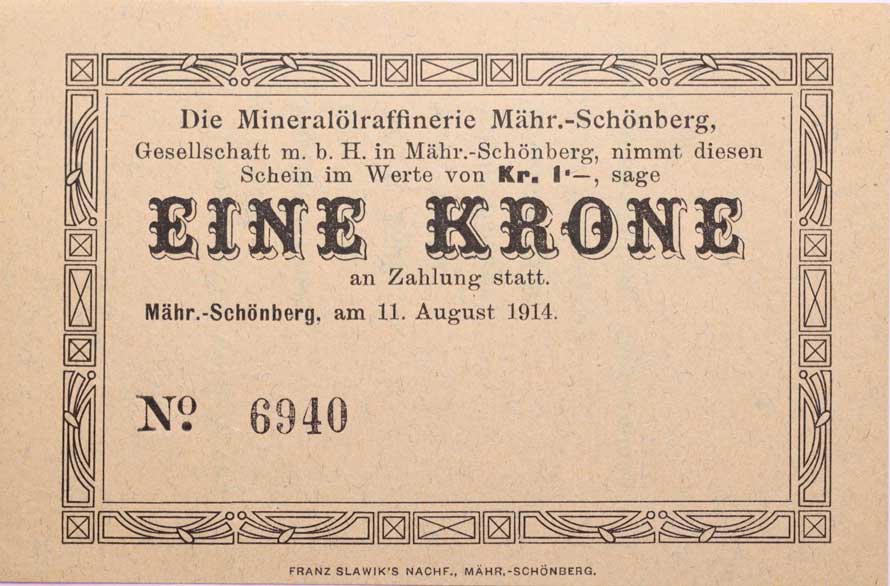 Die Mineralölraffinerie Mähr.-Schönberg,
Gesellschaft m. b. H. in Mähr.-Schönberg, nimmt diesen
Schein im Werte von Kr. 1·—, sage
EINE KRONE
an Zahlung statt.
Mähr.-Schönberg, am 11. August 1914.
No. 6940
FRANZ SLAWIK'S NACHF., MÄHR.-SCHÖNBERG.